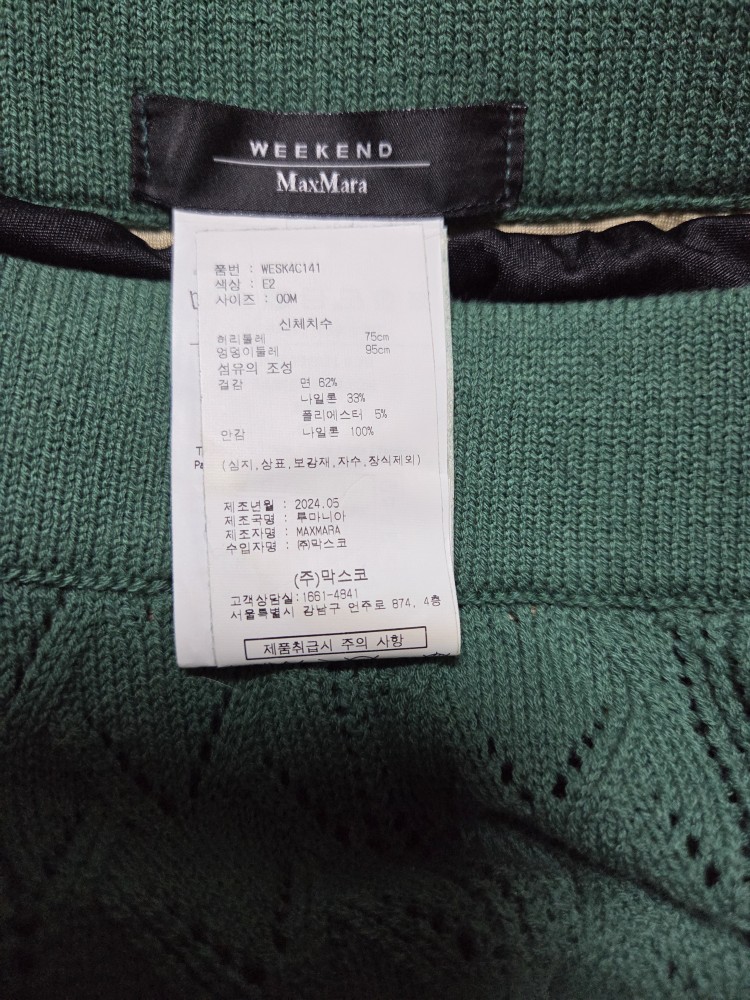 WEEKEND
MaxMara
품번 : WESK4C141
색상 : E2
사이즈 : 00M
신체치수
허리둘레 75cm
엉덩이둘레 95cm
섬유의 조성
겉감 면 62%
나일론 33%
폴리에스터 5%
안감 나일론 100%
(심지,상표,보강재,자수,장식제외)
제조년월 : 2024.05
제조국명 : 루마니아
제조자명 : MAXMARA
수입자명 : ㈜막스코
(주)막스코
고객상담실:1661-4841
서울특별시 강남구 언주로 874, 4층
제품취급시 주의 사항